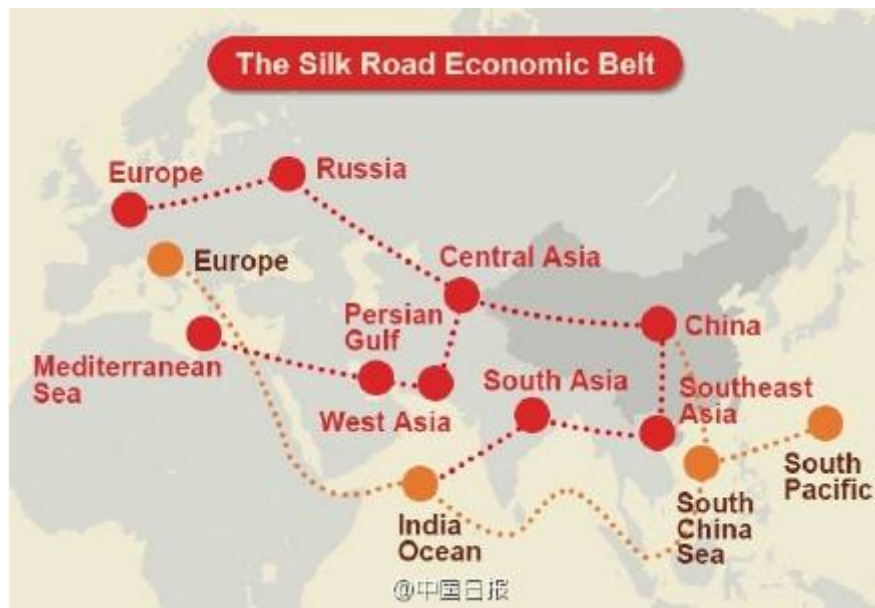 The Silk Road Economic Belt
Europe
Russia
Europe
Central Asia
Persian
Gulf
China
Mediterranean
Sea
West Asia
South Asia
Southeast
Asia
India
Ocean
South
China
Sea
South
Pacific
@中国日报